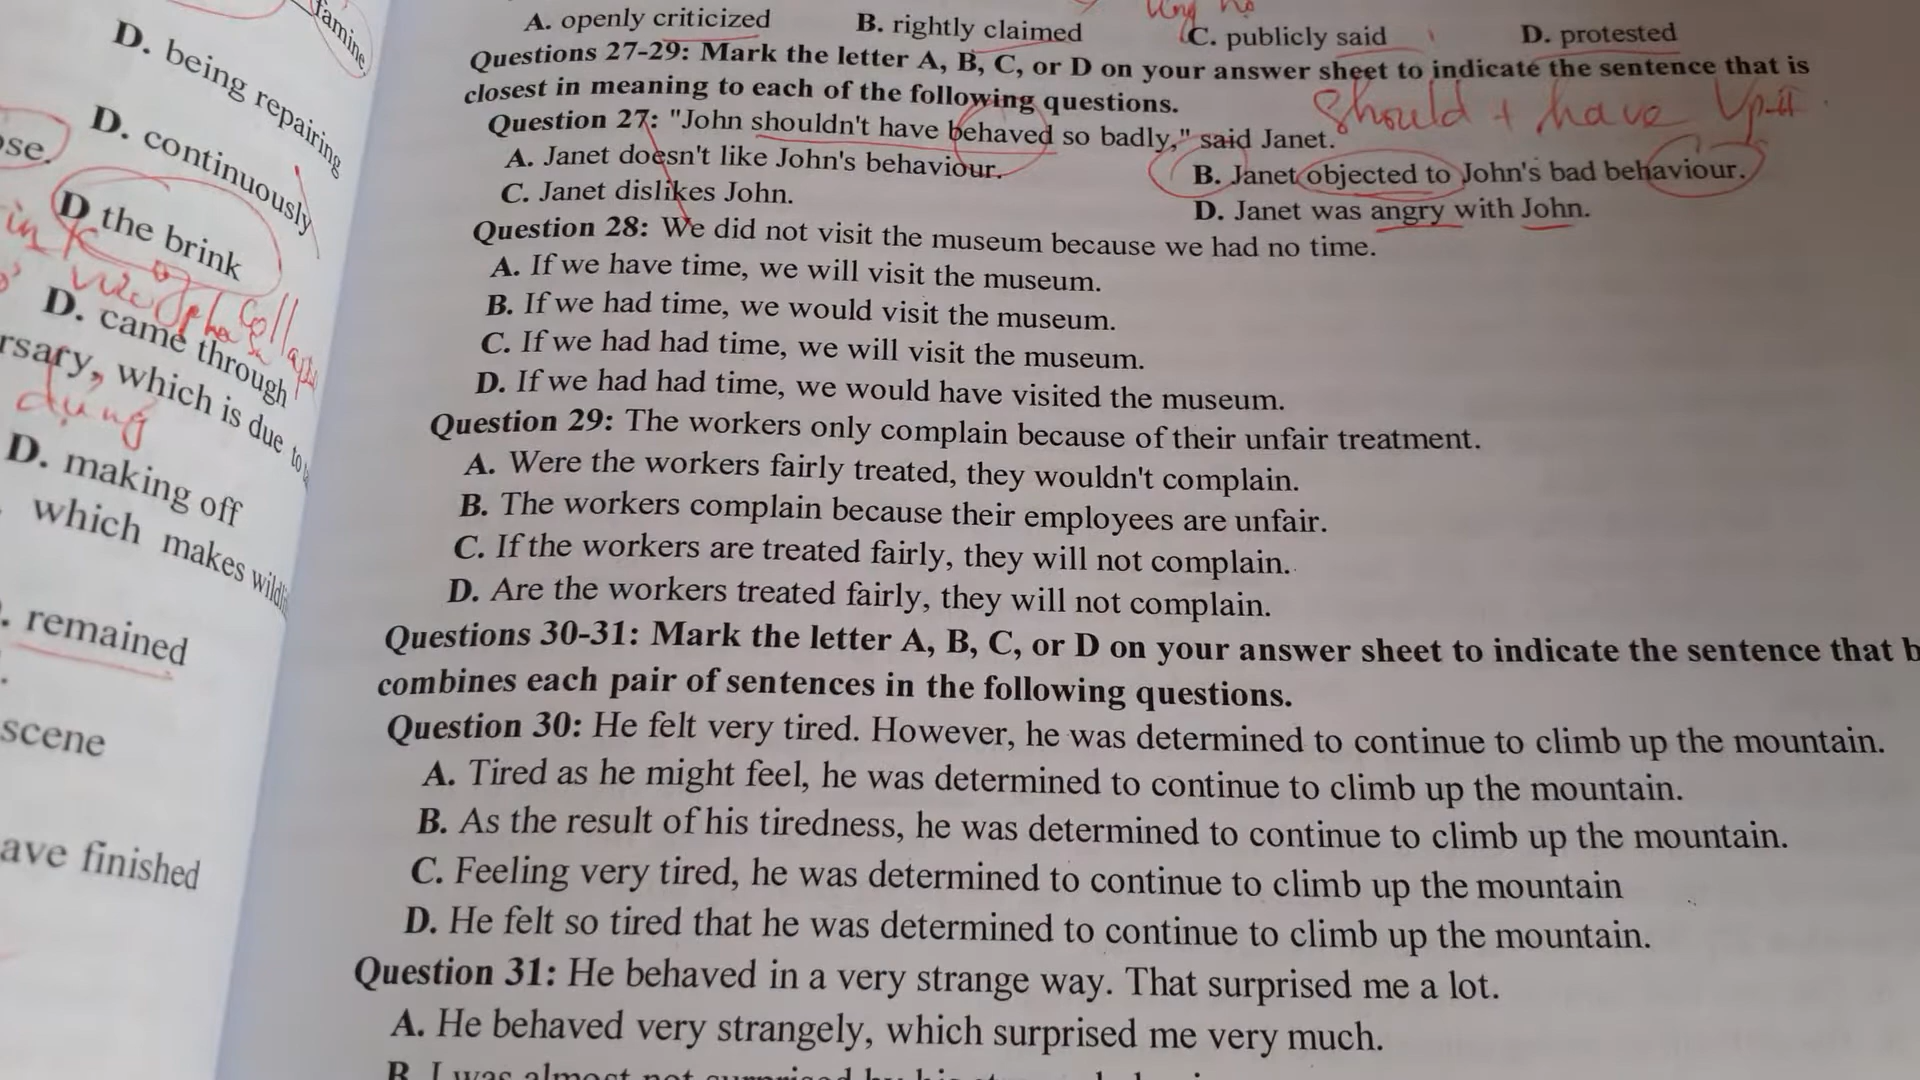 famine,
D. being repairing
D. continuously
ose.
D the brink
D. came through
rsary, which is due to
dụng
D. making off
which makes wildli
. remained
scene
ave finished
A. openly criticized B. rightly claimed C. publicly said D. protested
Questions 27-29: Mark the letter A, B, C, or D on your answer sheet to indicate the sentence that is
closest in meaning to each of the following questions.
should + have Vp.II
Question 27: "John shouldn't have behaved so badly," said Janet.
A. Janet doesn't like John's behaviour. B. Janet objected to John's bad behaviour.
C. Janet dislikes John. D. Janet was angry with John.
Question 28: We did not visit the museum because we had no time.
A. If we have time, we will visit the museum.
B. If we had time, we would visit the museum.
C. If we had had time, we will visit the museum.
D. If we had had time, we would have visited the museum.
Question 29: The workers only complain because of their unfair treatment.
A. Were the workers fairly treated, they wouldn't complain.
B. The workers complain because their employees are unfair.
C. If the workers are treated fairly, they will not complain.
D. Are the workers treated fairly, they will not complain.
Questions 30-31: Mark the letter A, B, C, or D on your answer sheet to indicate the sentence that b
combines each pair of sentences in the following questions.
Question 30: He felt very tired. However, he was determined to continue to climb up the mountain.
A. Tired as he might feel, he was determined to continue to climb up the mountain.
B. As the result of his tiredness, he was determined to continue to climb up the mountain.
C. Feeling very tired, he was determined to continue to climb up the mountain
D. He felt so tired that he was determined to continue to climb up the mountain.
Question 31: He behaved in a very strange way. That surprised me a lot.
A. He behaved very strangely, which surprised me very much.
B. I was almost not surprised by his